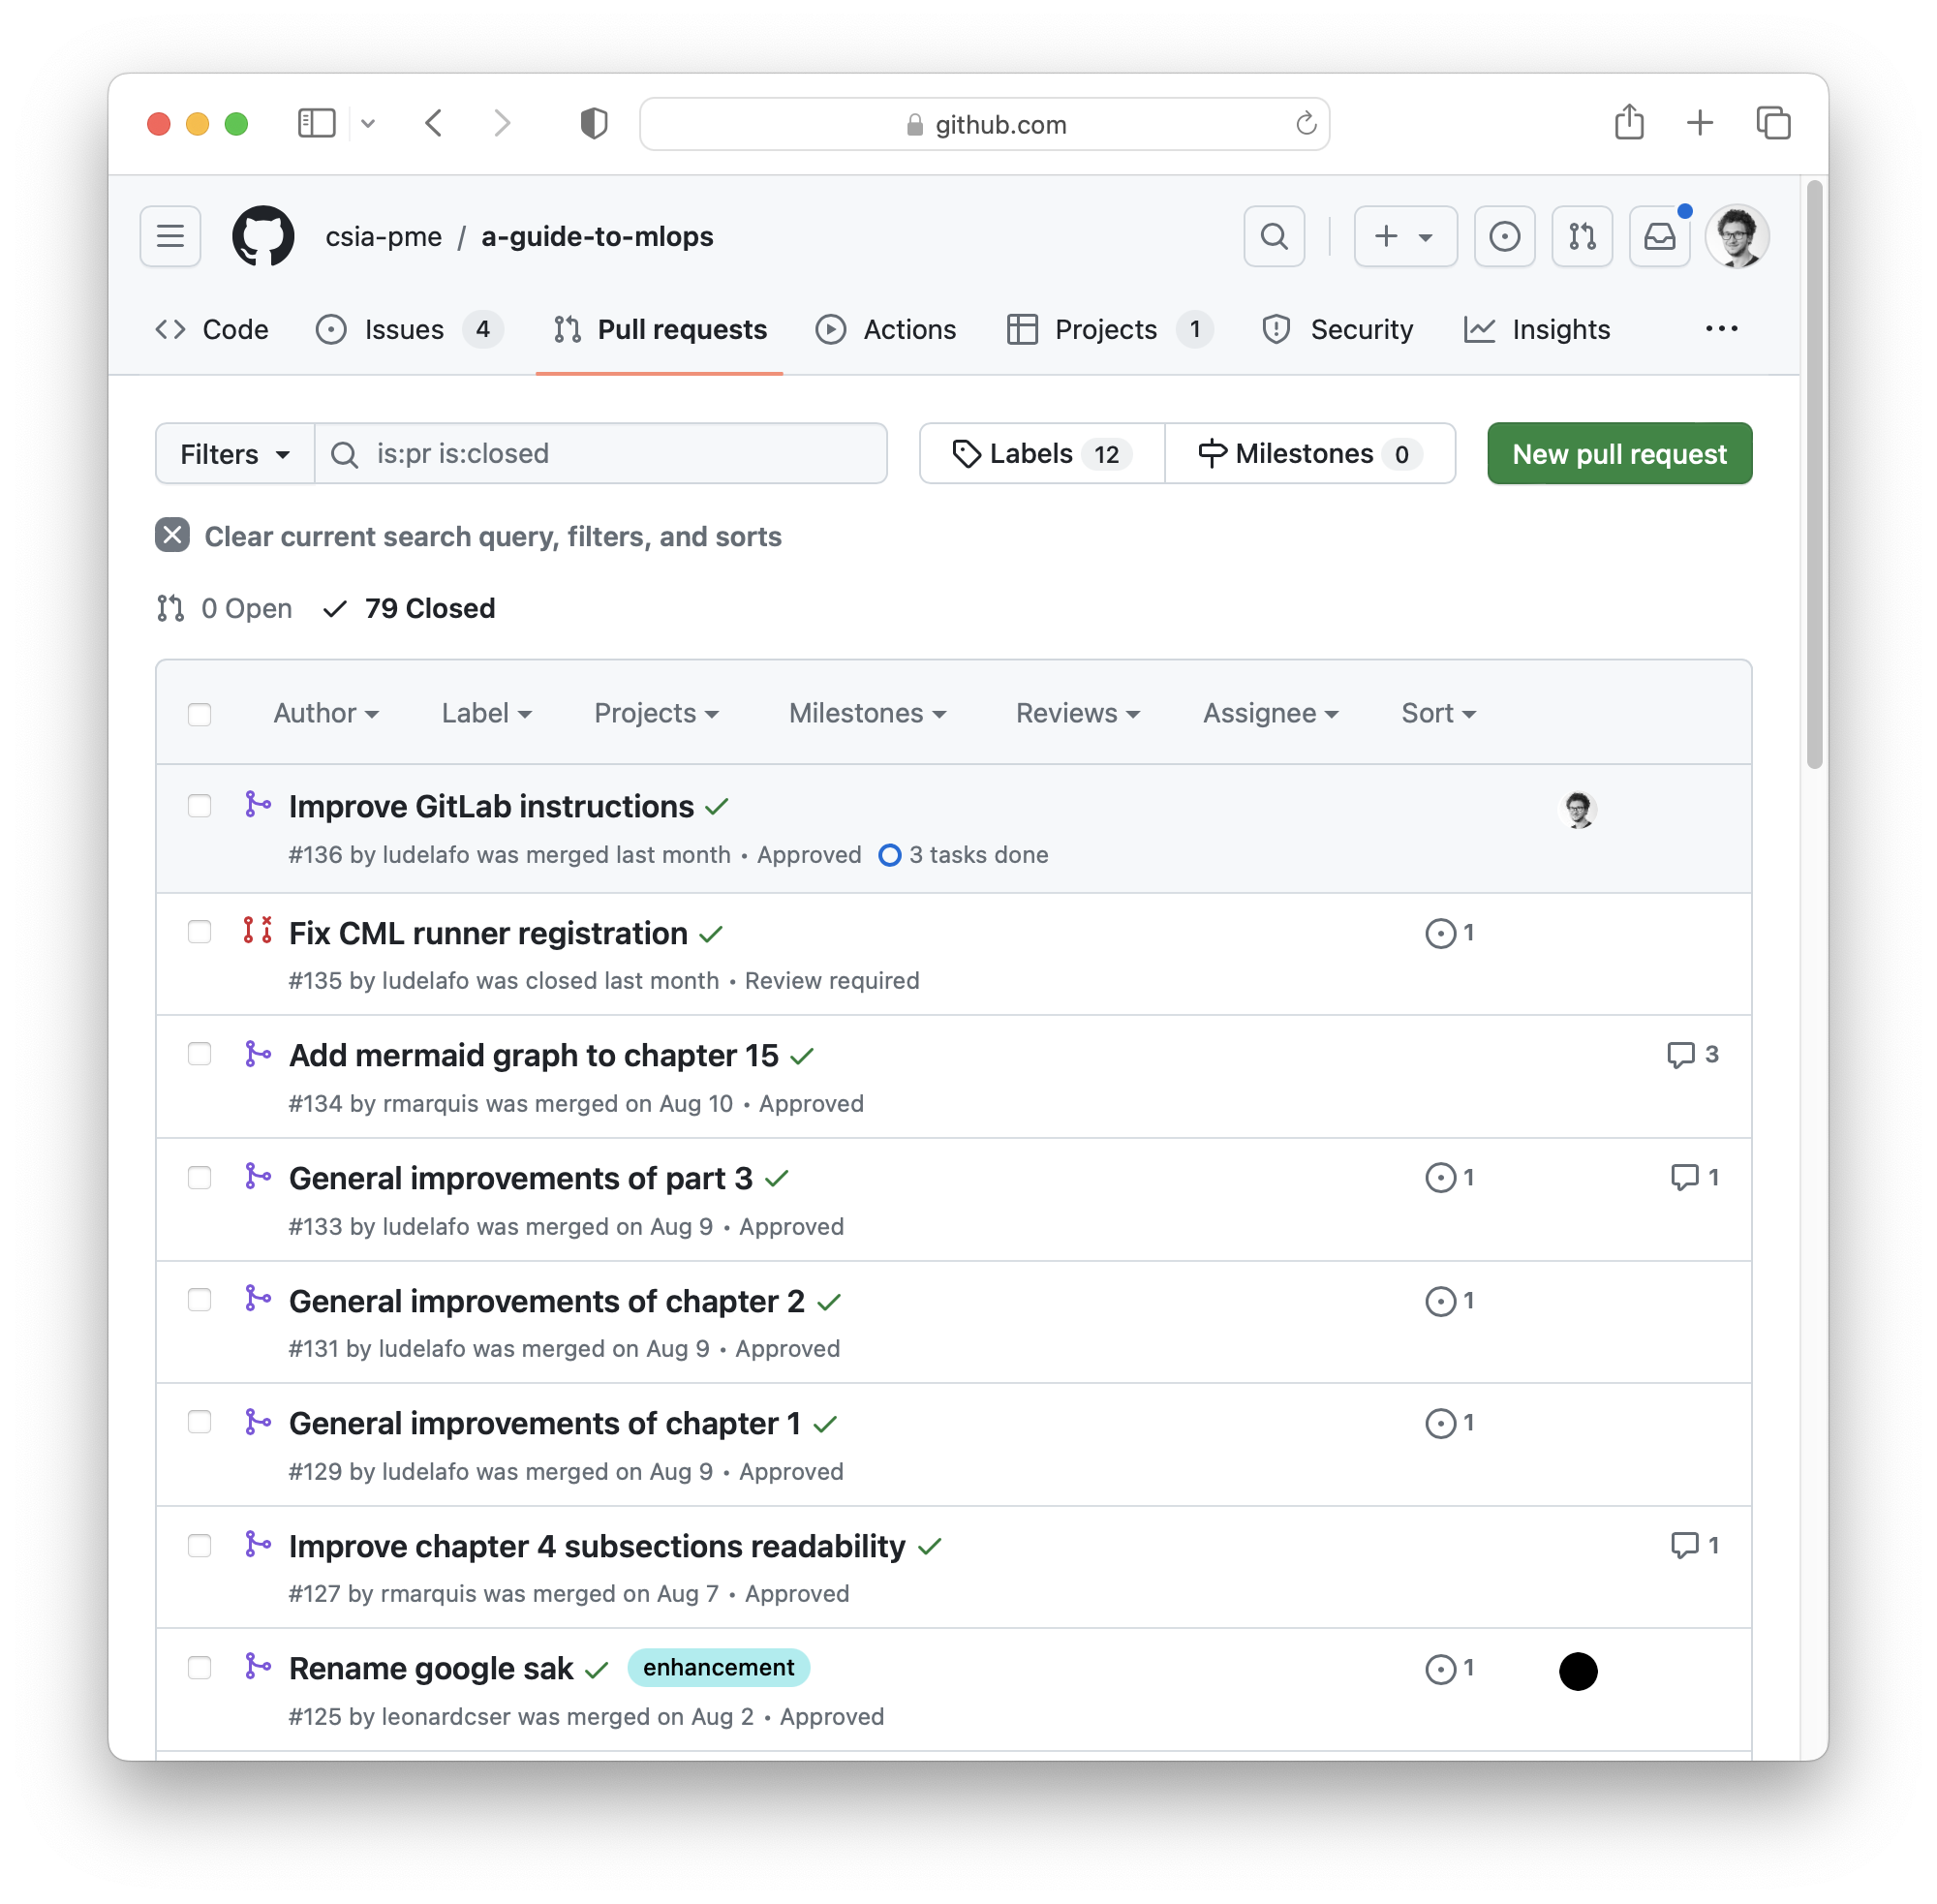 github.com
csia-pme / a-guide-to-mlops
Code Issues 4 Pull requests Actions Projects 1 Security Insights
Filters is:pr is:closed Labels 12 Milestones 0 New pull request
Clear current search query, filters, and sorts
0 Open 79 Closed
Author Label Projects Milestones Reviews Assignee Sort
Improve GitLab instructions
#136 by ludelafo was merged last month • Approved 3 tasks done
Fix CML runner registration 1
#135 by ludelafo was closed last month • Review required
Add mermaid graph to chapter 15 3
#134 by rmarquis was merged on Aug 10 • Approved
General improvements of part 3 1 1
#133 by ludelafo was merged on Aug 9 • Approved
General improvements of chapter 2 1
#131 by ludelafo was merged on Aug 9 • Approved
General improvements of chapter 1 1
#129 by ludelafo was merged on Aug 9 • Approved
Improve chapter 4 subsections readability 1
#127 by rmarquis was merged on Aug 7 • Approved
Rename google sak enhancement 1
#125 by leonardcser was merged on Aug 2 • Approved